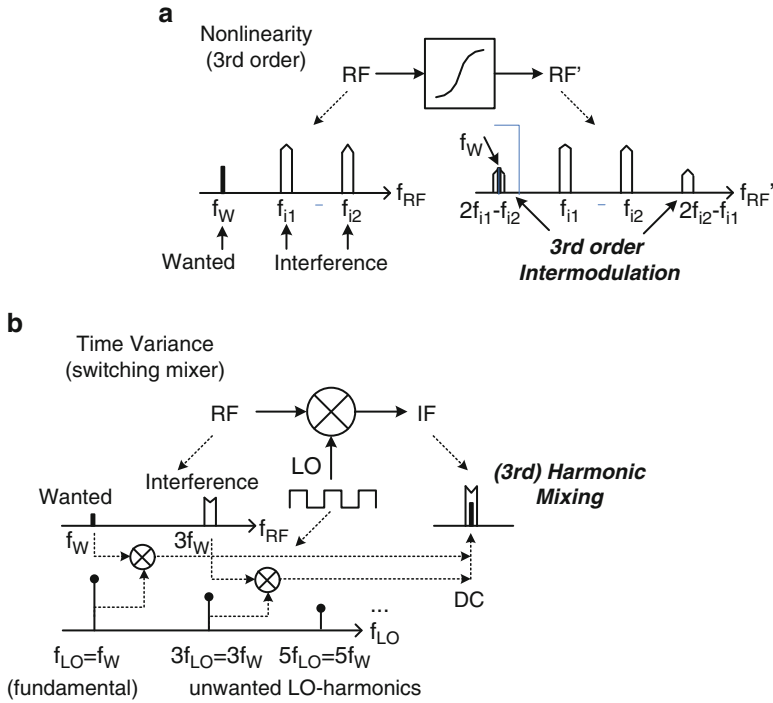 a
Nonlinearity
(3rd order)
RF
RF'
f_W
f_RF
f_RF'
f_W
f_i1
f_i2
2f_i1-f_i2
f_i1
f_i2
2f_i2-f_i1
Wanted
Interference
3rd order
Intermodulation
b
Time Variance
(switching mixer)
RF
IF
LO
Wanted
Interference
(3rd) Harmonic
Mixing
f_W
3f_W
f_RF
DC
...
f_LO
f_LO=f_W
3f_LO=3f_W
5f_LO=5f_W
(fundamental)
unwanted LO-harmonics